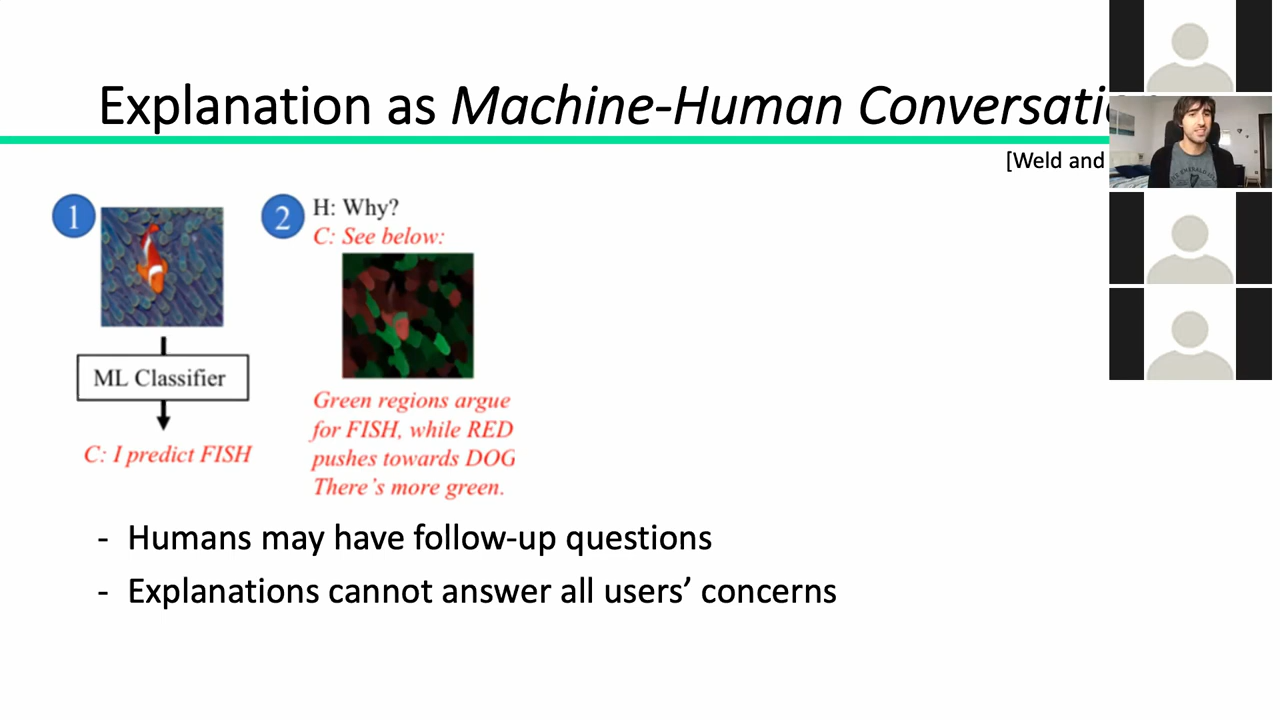 Explanation as Machine-Human Conversatio
[Weld and
1
2
H: Why?
C: See below:
ML Classifier
C: I predict FISH
Green regions argue
for FISH, while RED
pushes towards DOG
There's more green.
- Humans may have follow-up questions
- Explanations cannot answer all users' concerns